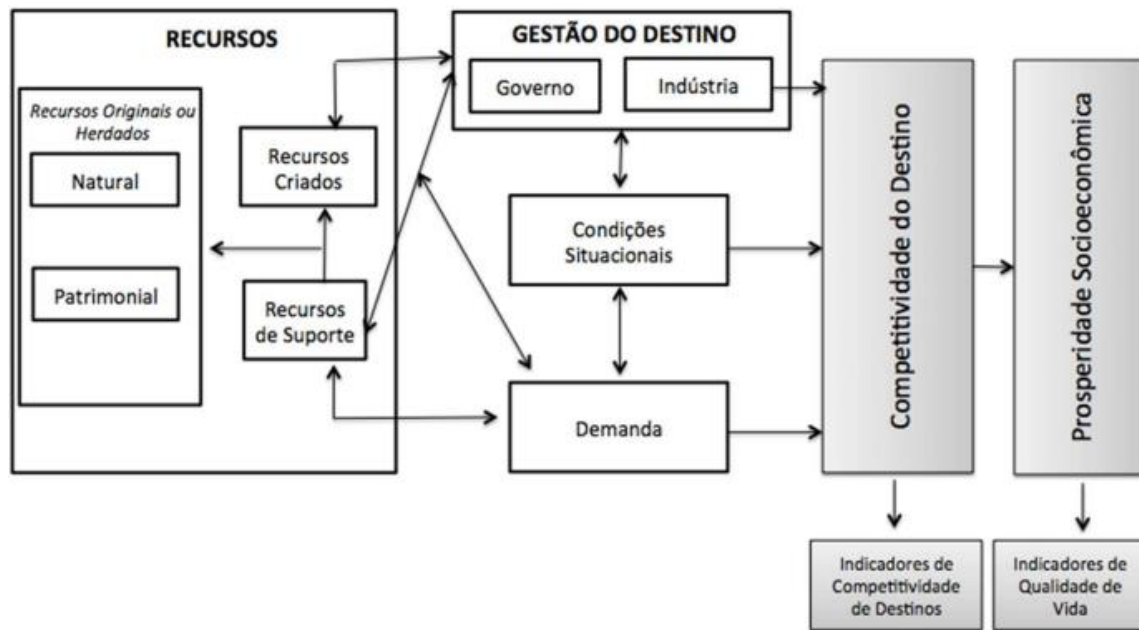 RECURSOS
Recursos Originais ou
Herdados
Natural
Patrimonial
Recursos
Criados
Recursos
de Suporte
GESTÃO DO DESTINO
Governo
Indústria
Condições
Situacionais
Demanda
Competitividade do Destino
Prosperidade Socioeconômica
Indicadores de
Competitividade
de Destinos
Indicadores de
Qualidade de
Vida